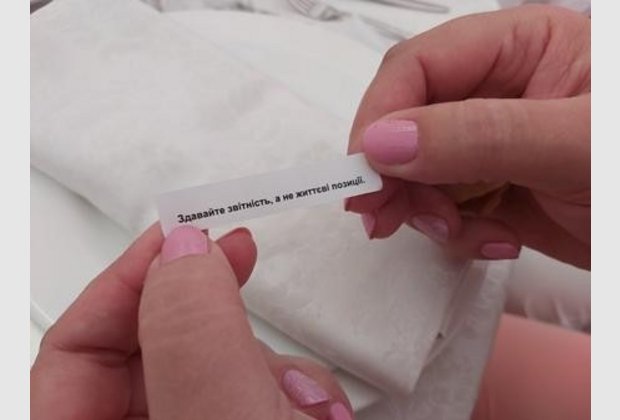 Здавайте звітність, а не життєві позиції.